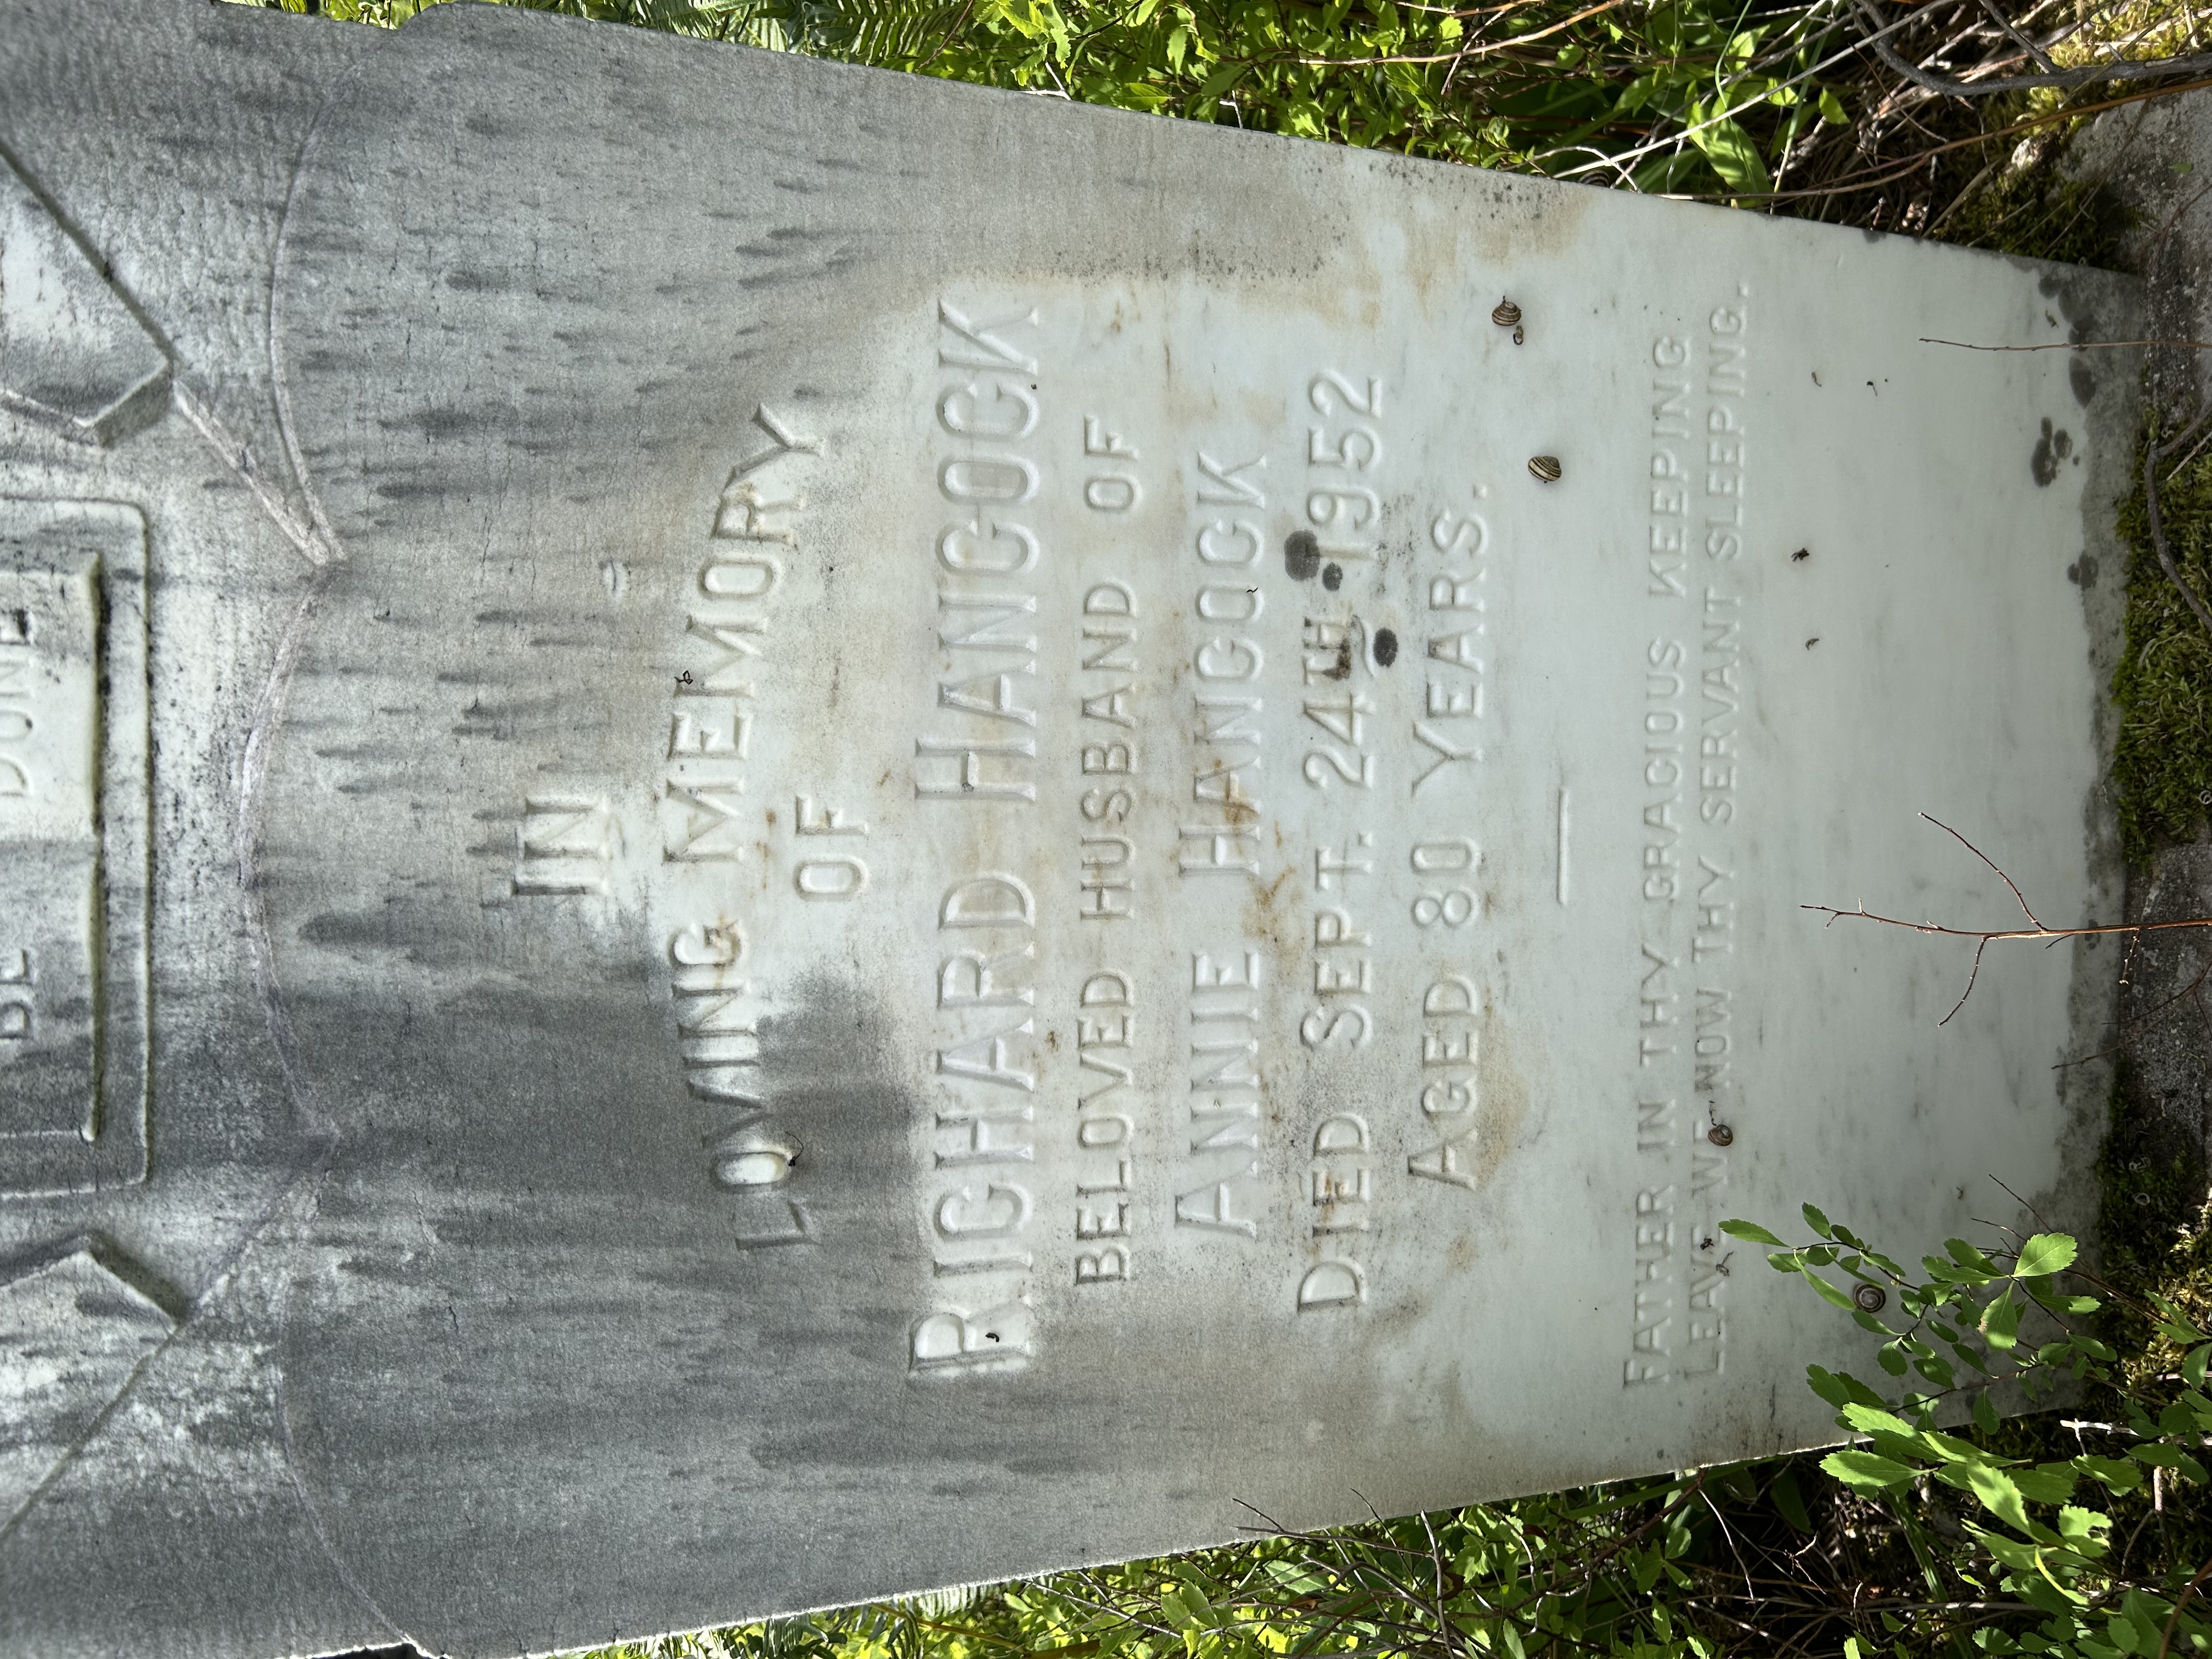 BE DONE
IN
LOVING MEMORY
OF
RICHARD HANCOCK
BELOVED HUSBAND OF
ANNIE HANCOCK
DIED SEPT. 24TH 1952
AGED 80 YEARS.
FATHER IN THY GRACIOUS KEEPING
LEAVE WE NOW THY SERVANT SLEEPING.